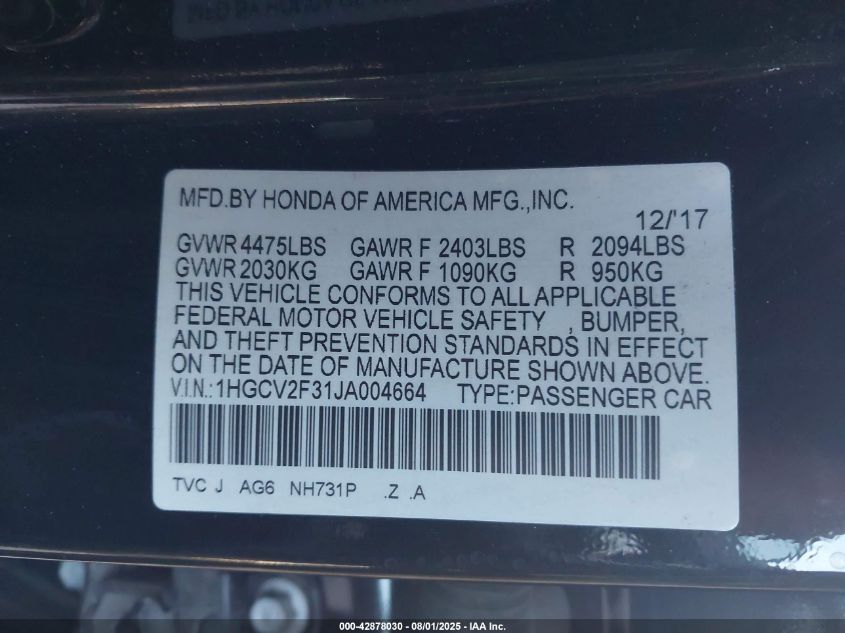 MFD.BY HONDA OF AMERICA MFG.,INC.
12/'17
GVWR 4475LBS GAWR F 2403LBS R 2094LBS
GVWR 2030KG GAWR F 1090KG R 950KG
THIS VEHICLE CONFORMS TO ALL APPLICABLE
FEDERAL MOTOR VEHICLE SAFETY , BUMPER,
AND THEFT PREVENTION STANDARDS IN EFFECT
ON THE DATE OF MANUFACTURE SHOWN ABOVE.
V.I.N.:1HGCV2F31JA004664 TYPE:PASSENGER CAR
TVC J AG6 NH731P .Z .A
000-42878030 - 08/01/2025 - IAA Inc.